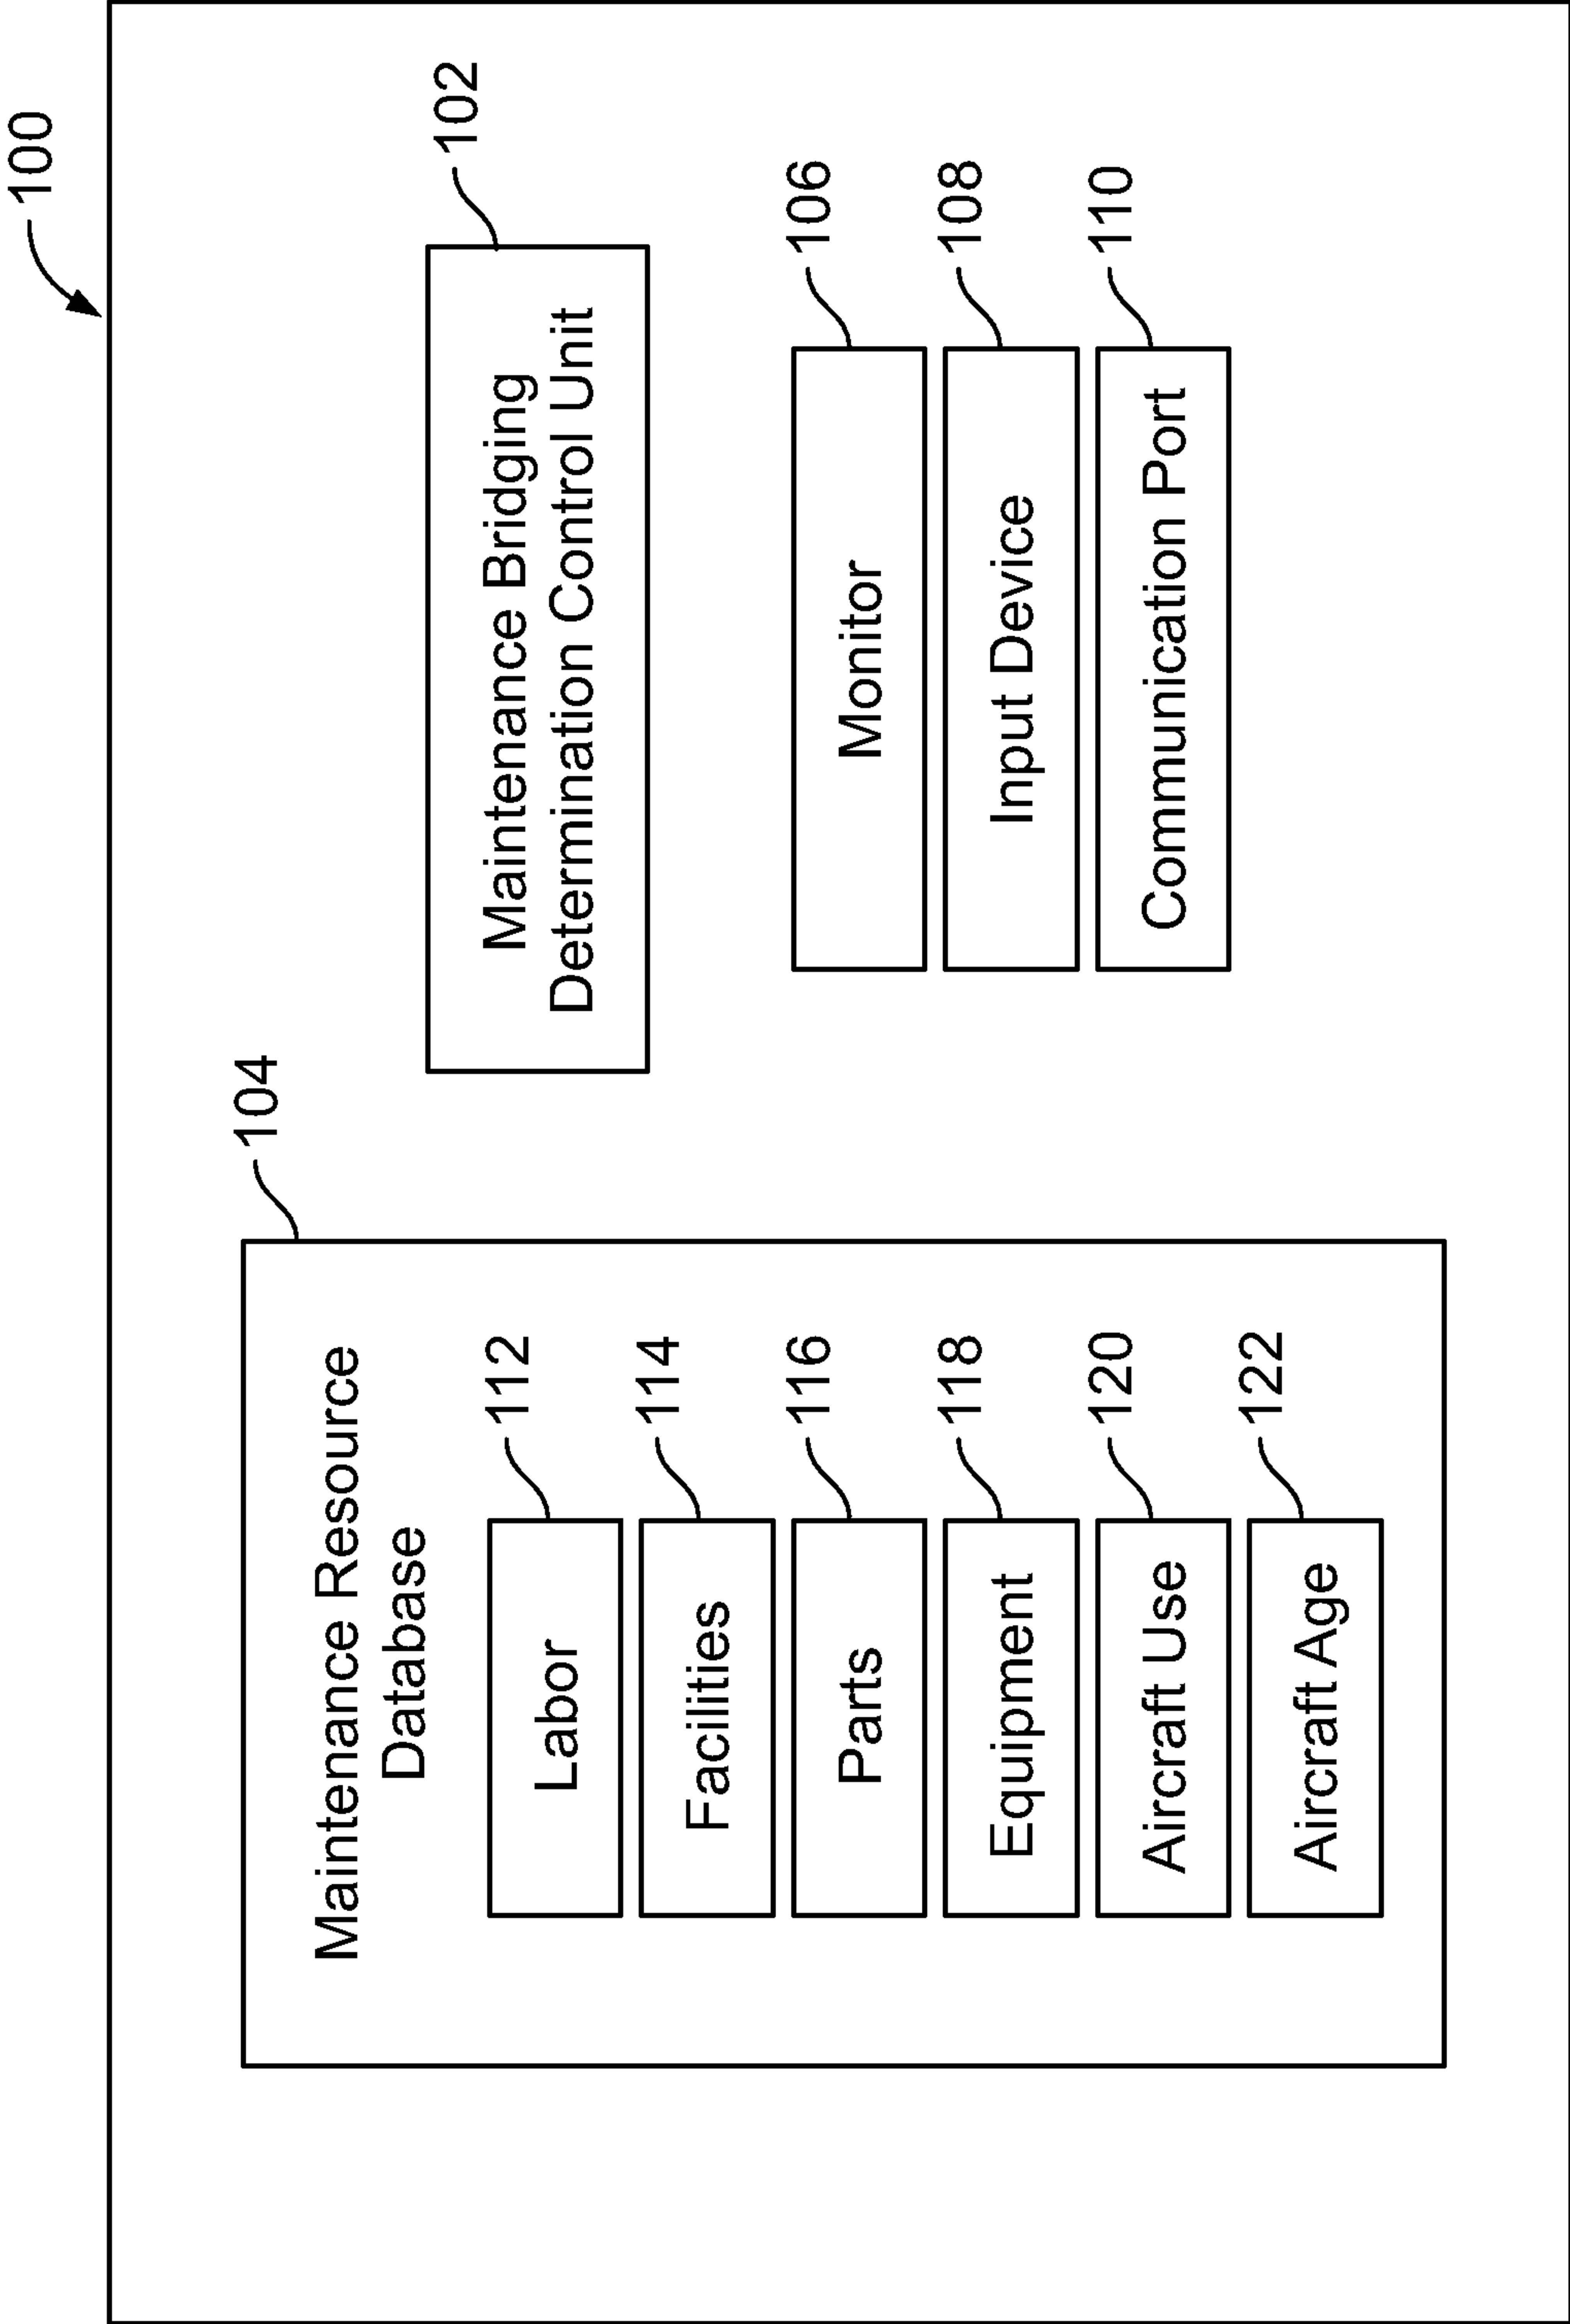 100
104
Maintenance Resource
Database
Labor
112
Facilities
114
Parts
116
Equipment
118
Aircraft Use
120
Aircraft Age
122
102
Maintenance Bridging
Determination Control Unit
Monitor
106
Input Device
108
Communication Port
110